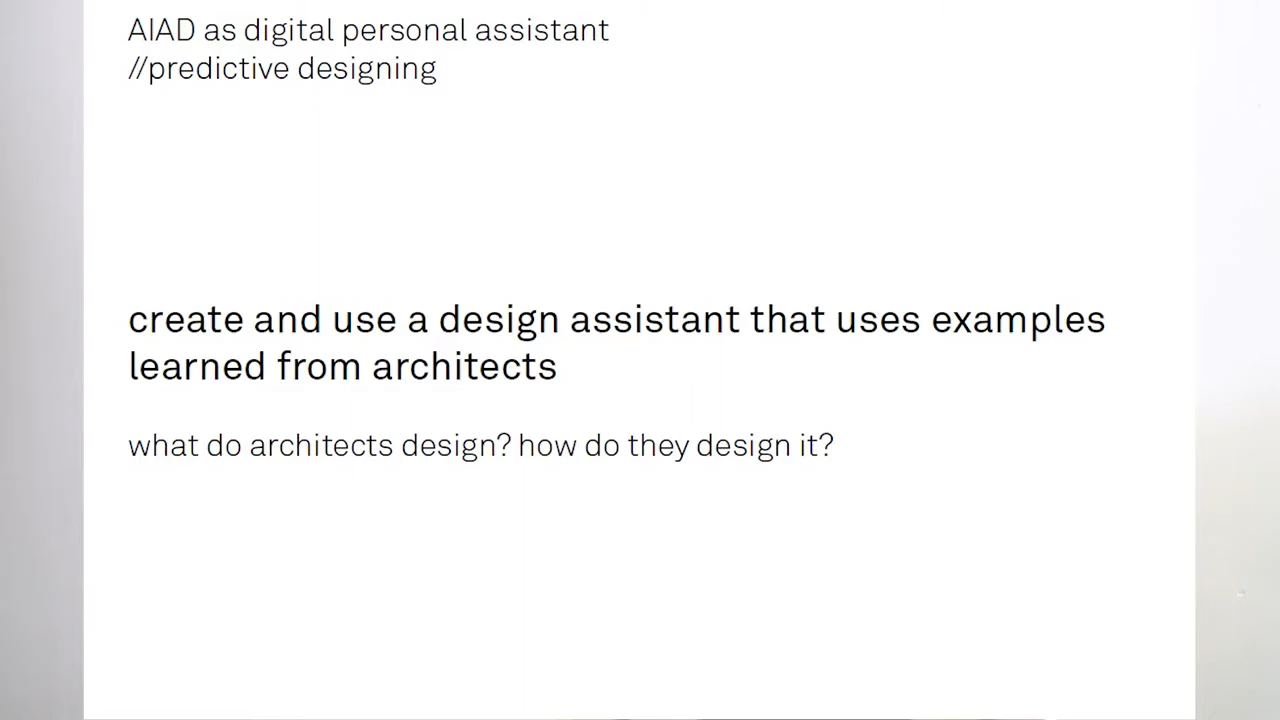 AIAD as digital personal assistant
//predictive designing
create and use a design assistant that uses examples
learned from architects
what do architects design? how do they design it?